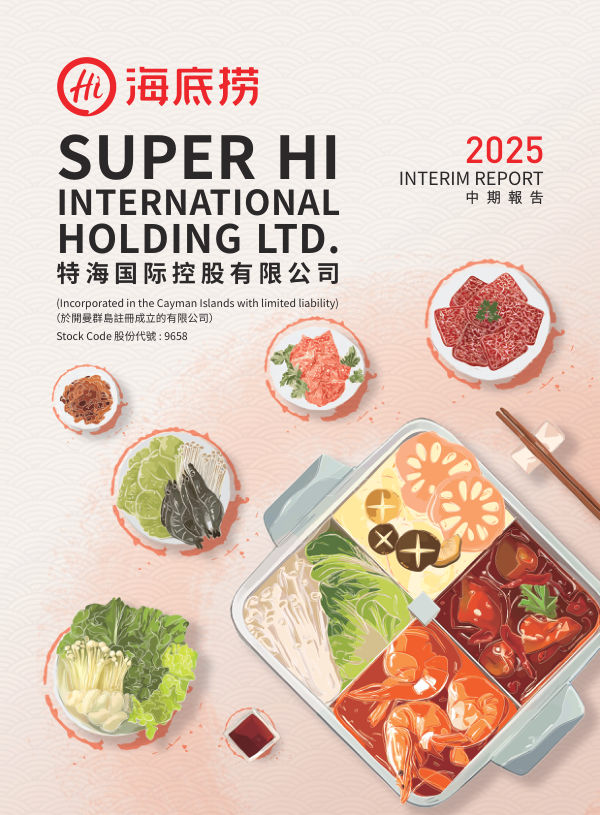 Hi 海底捞
SUPER HI
INTERNATIONAL
HOLDING LTD.
特海国际控股有限公司
(Incorporated in the Cayman Islands with limited liability)
(於開曼群島註冊成立的有限公司)
Stock Code 股份代號 : 9658
2025
INTERIM REPORT
中期報告